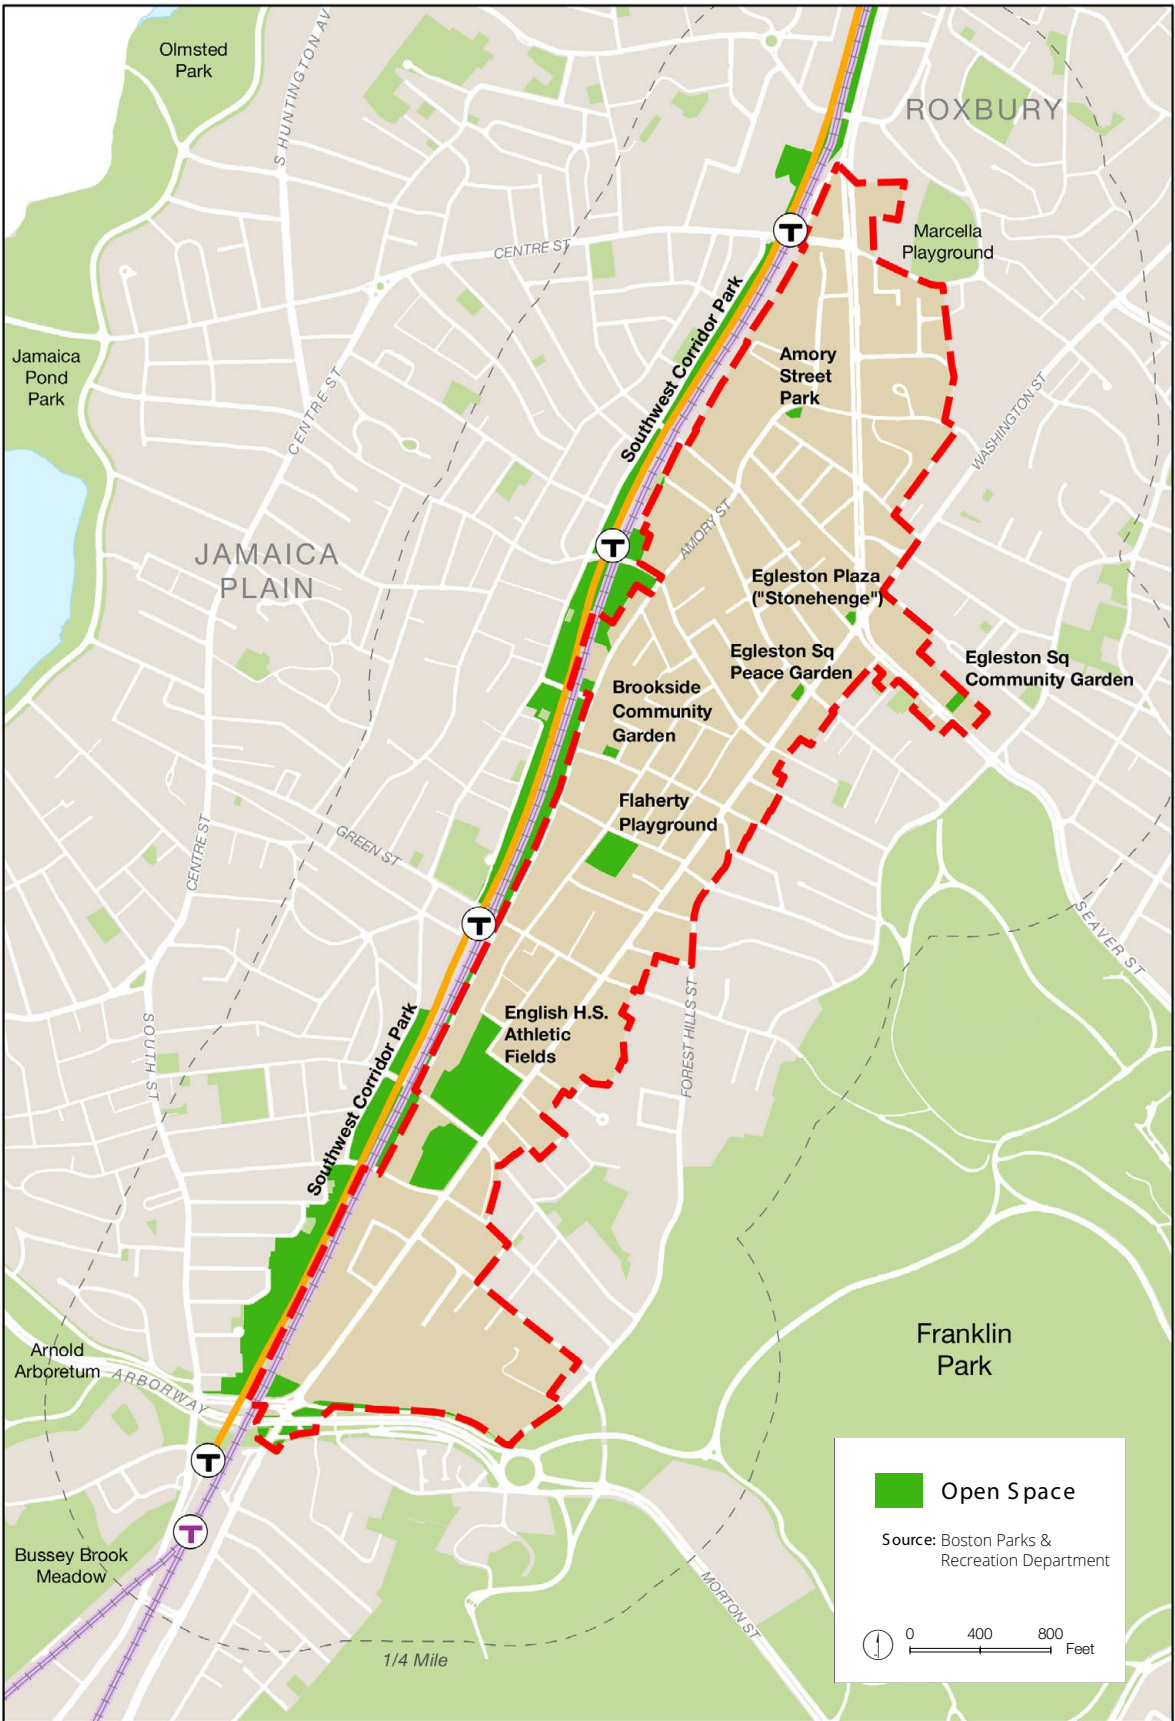 Olmsted
Park
S HUNTINGTON AV
ROXBURY
Marcella
Playground
CENTRE ST
T
Southwest Corridor Park
Jamaica
Pond
Park
CENTRE ST
Amory
Street
Park
WASHINGTON ST
AMORY ST
T
JAMAICA
PLAIN
Egleston Plaza
("Stonehenge")
Egleston Sq
Peace Garden
Egleston Sq
Community Garden
Brookside
Community
Garden
Flaherty
Playground
GREEN ST
CENTRE ST
T
SEAVER ST
FOREST HILLS ST
English H.S.
Athletic
Fields
Southwest Corridor Park
SOUTH ST
Franklin
Park
Arnold
Arboretum
ARBORWAY
T
T
Bussey Brook
Meadow
MORTON ST
1/4 Mile
Open Space
Source: Boston Parks &
Recreation Department
0 400 800
Feet